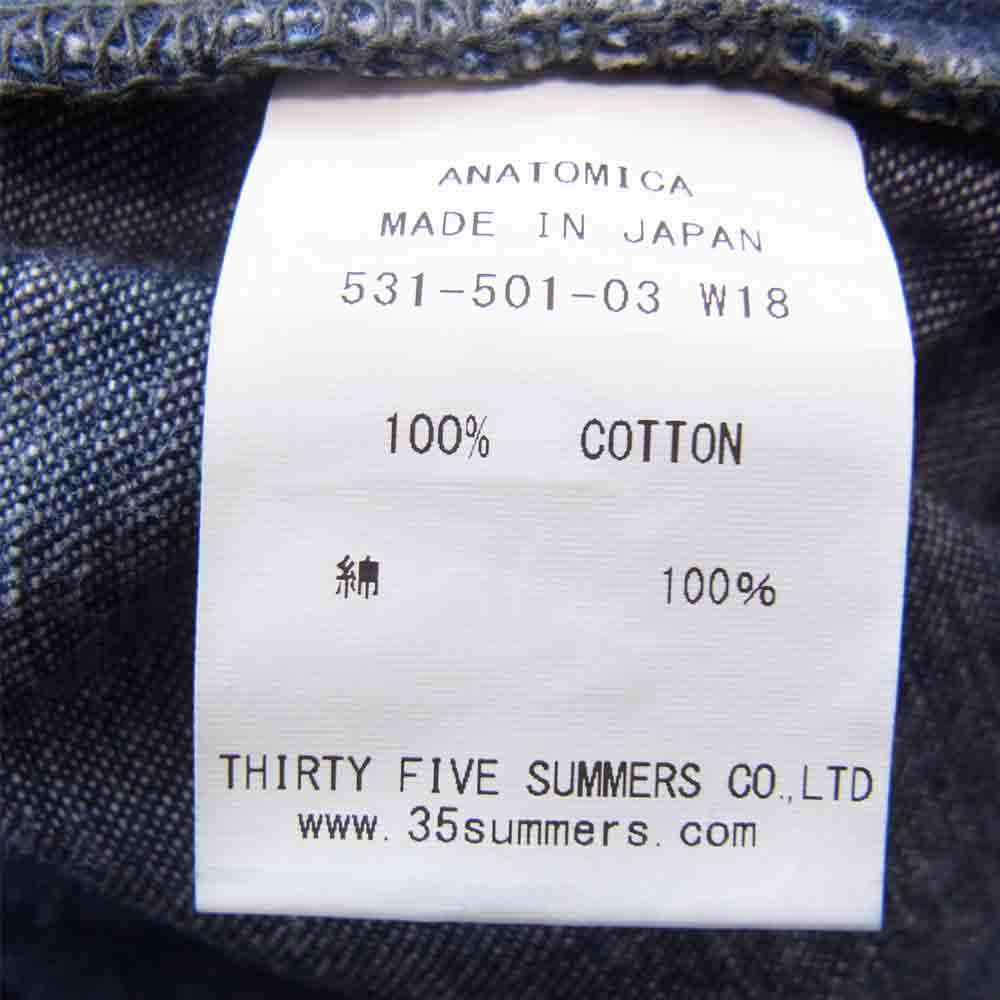 ANATOMICA
MADE IN JAPAN
531-501-03 W18
100% COTTON
綿 100%
THIRTY FIVE SUMMERS CO.,LTD
www.35summers.com